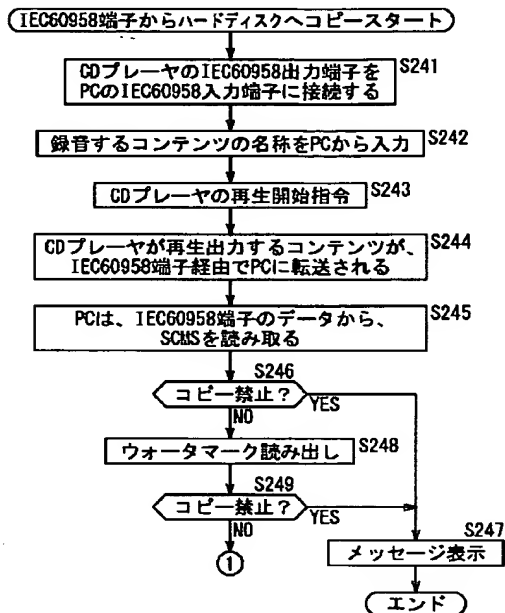 IEC60958端子からハードディスクへコピースタート
CDプレーヤのIEC60958出力端子を
PCのIEC60958入力端子に接続する
S241
録音するコンテンツの名称をPCから入力
S242
CDプレーヤの再生開始指令
S243
CDプレーヤが再生出力するコンテンツが、
IEC60958端子経由でPCに転送される
S244
PCは、IEC60958端子のデータから、
SCMSを読み取る
S245
S246
コピー禁止?
YES
NO
ウォータマーク読み出し
S248
S249
コピー禁止?
YES
NO
S247
メッセージ表示
1
エンド